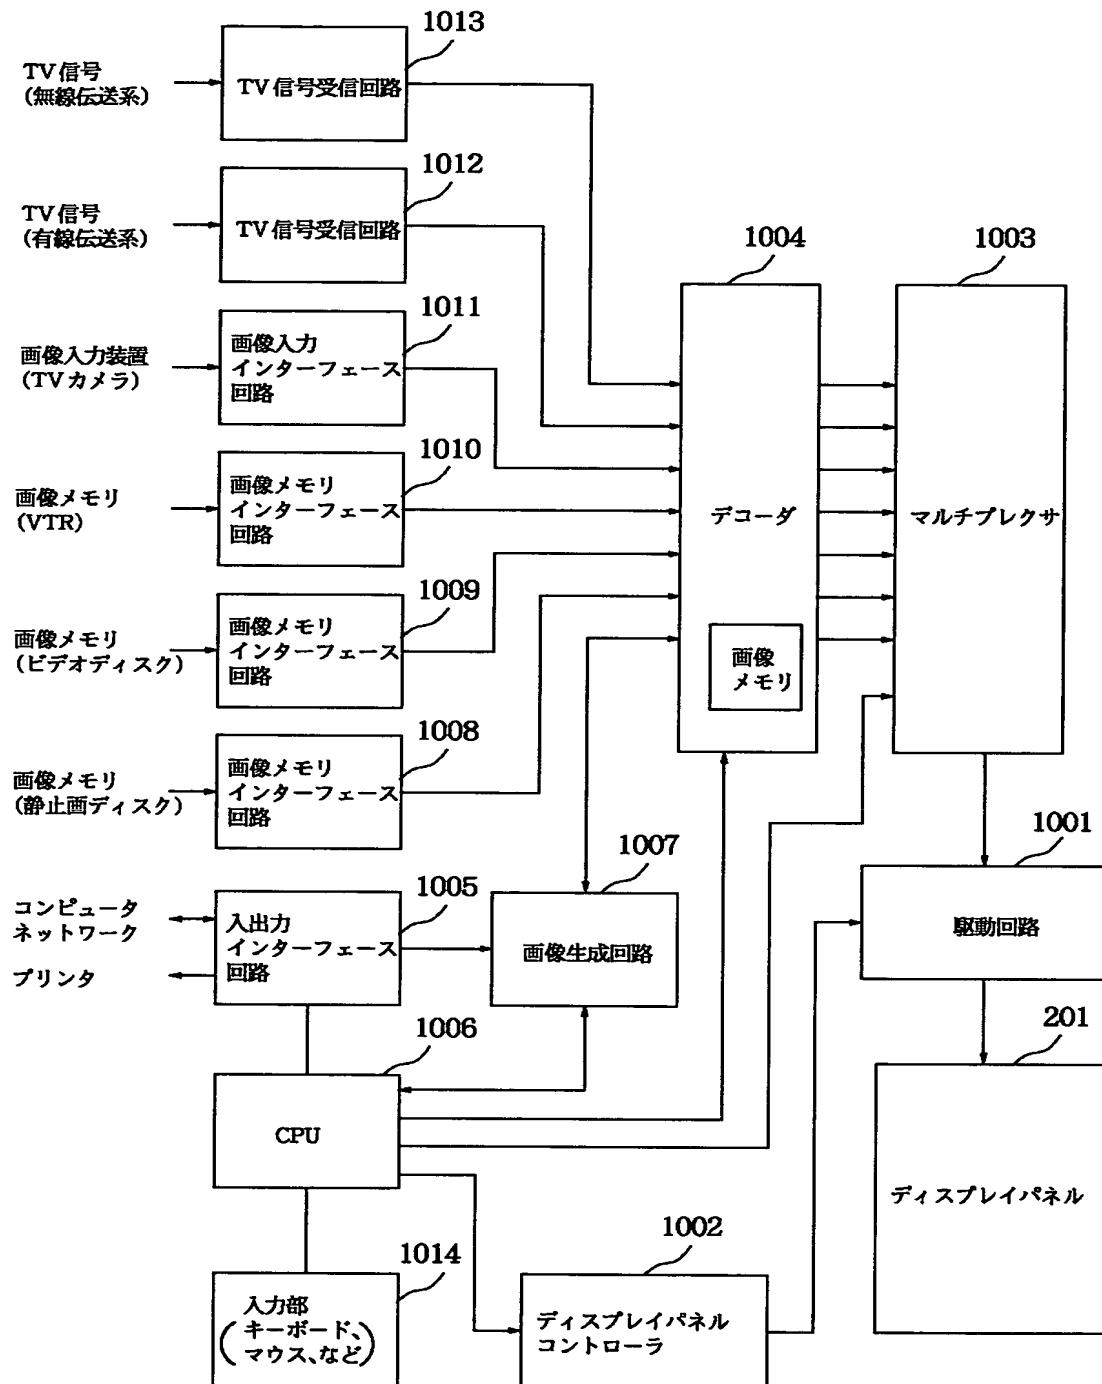 1013
TV信号
(無線伝送系)
TV信号受信回路
1012
TV信号
(有線伝送系)
TV信号受信回路
1004
1003
1011
画像入力装置
(TVカメラ)
画像入力
インターフェース
回路
1010
画像メモリ
(VTR)
画像メモリ
インターフェース
回路
デコーダ
マルチプレクサ
1009
画像メモリ
(ビデオディスク)
画像メモリ
インターフェース
回路
画像
メモリ
1008
画像メモリ
(静止画ディスク)
画像メモリ
インターフェース
回路
1007
1001
1005
コンピュータ
ネットワーク
プリンタ
入出力
インターフェース
回路
画像生成回路
駆動回路
1006
201
CPU
ディスプレイパネル
1014
1002
入力部
(キーボード、
マウス、など)
ディスプレイパネル
コントローラ